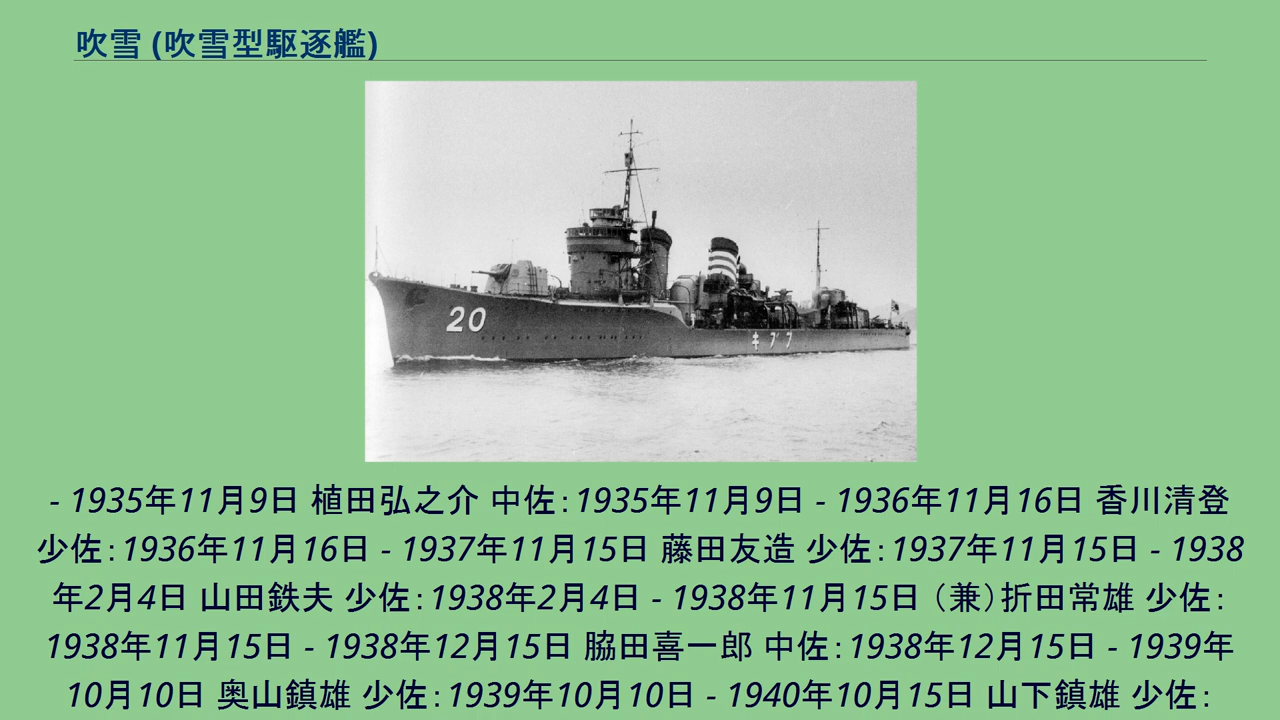 吹雪 (吹雪型駆逐艦)
20
キブフ
- 1935年11月9日 植田弘之介 中佐：1935年11月9日 - 1936年11月16日 香川清登
少佐：1936年11月16日 - 1937年11月15日 藤田友造 少佐：1937年11月15日 - 1938
年2月4日 山田鉄夫 少佐：1938年2月4日 - 1938年11月15日 （兼）折田常雄 少佐：
1938年11月15日 - 1938年12月15日 脇田喜一郎 中佐：1938年12月15日 - 1939年
10月10日 奥山鎮雄 少佐：1939年10月10日 - 1940年10月15日 山下鎮雄 少佐：